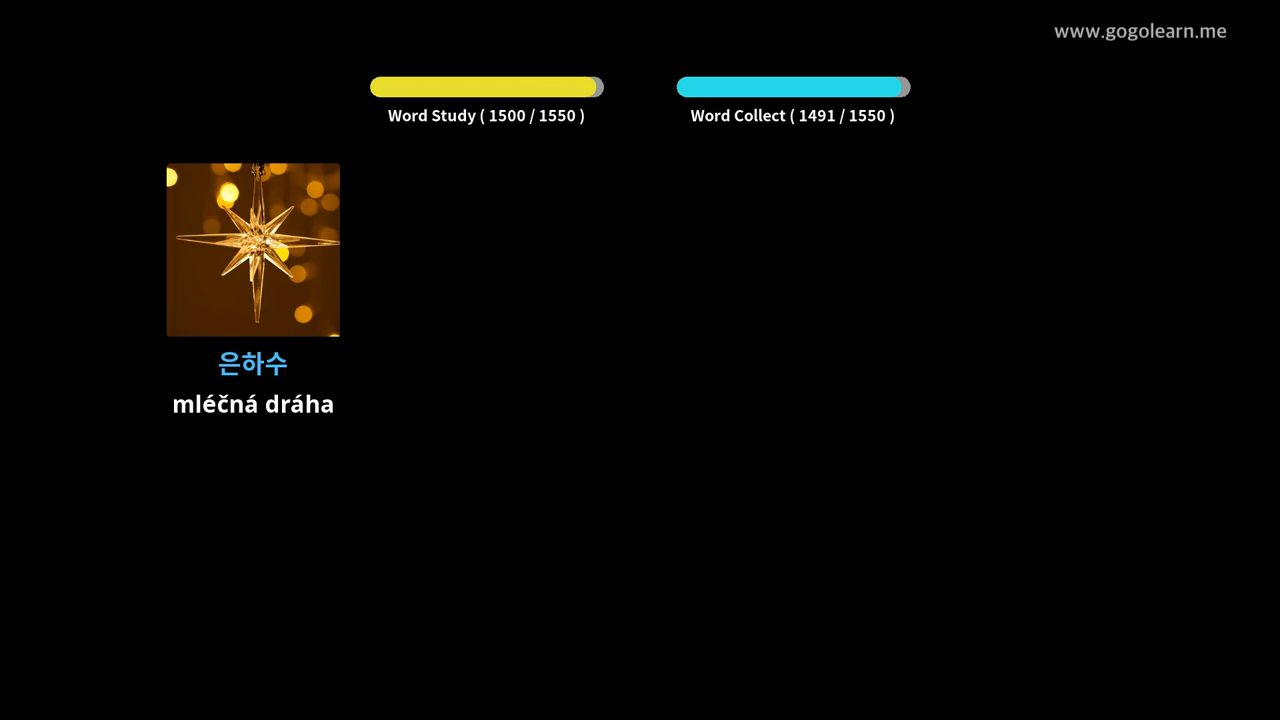 www.gogolearn.me
Word Study ( 1500 / 1550 )
Word Collect ( 1491 / 1550 )
은하수
mléčná dráha